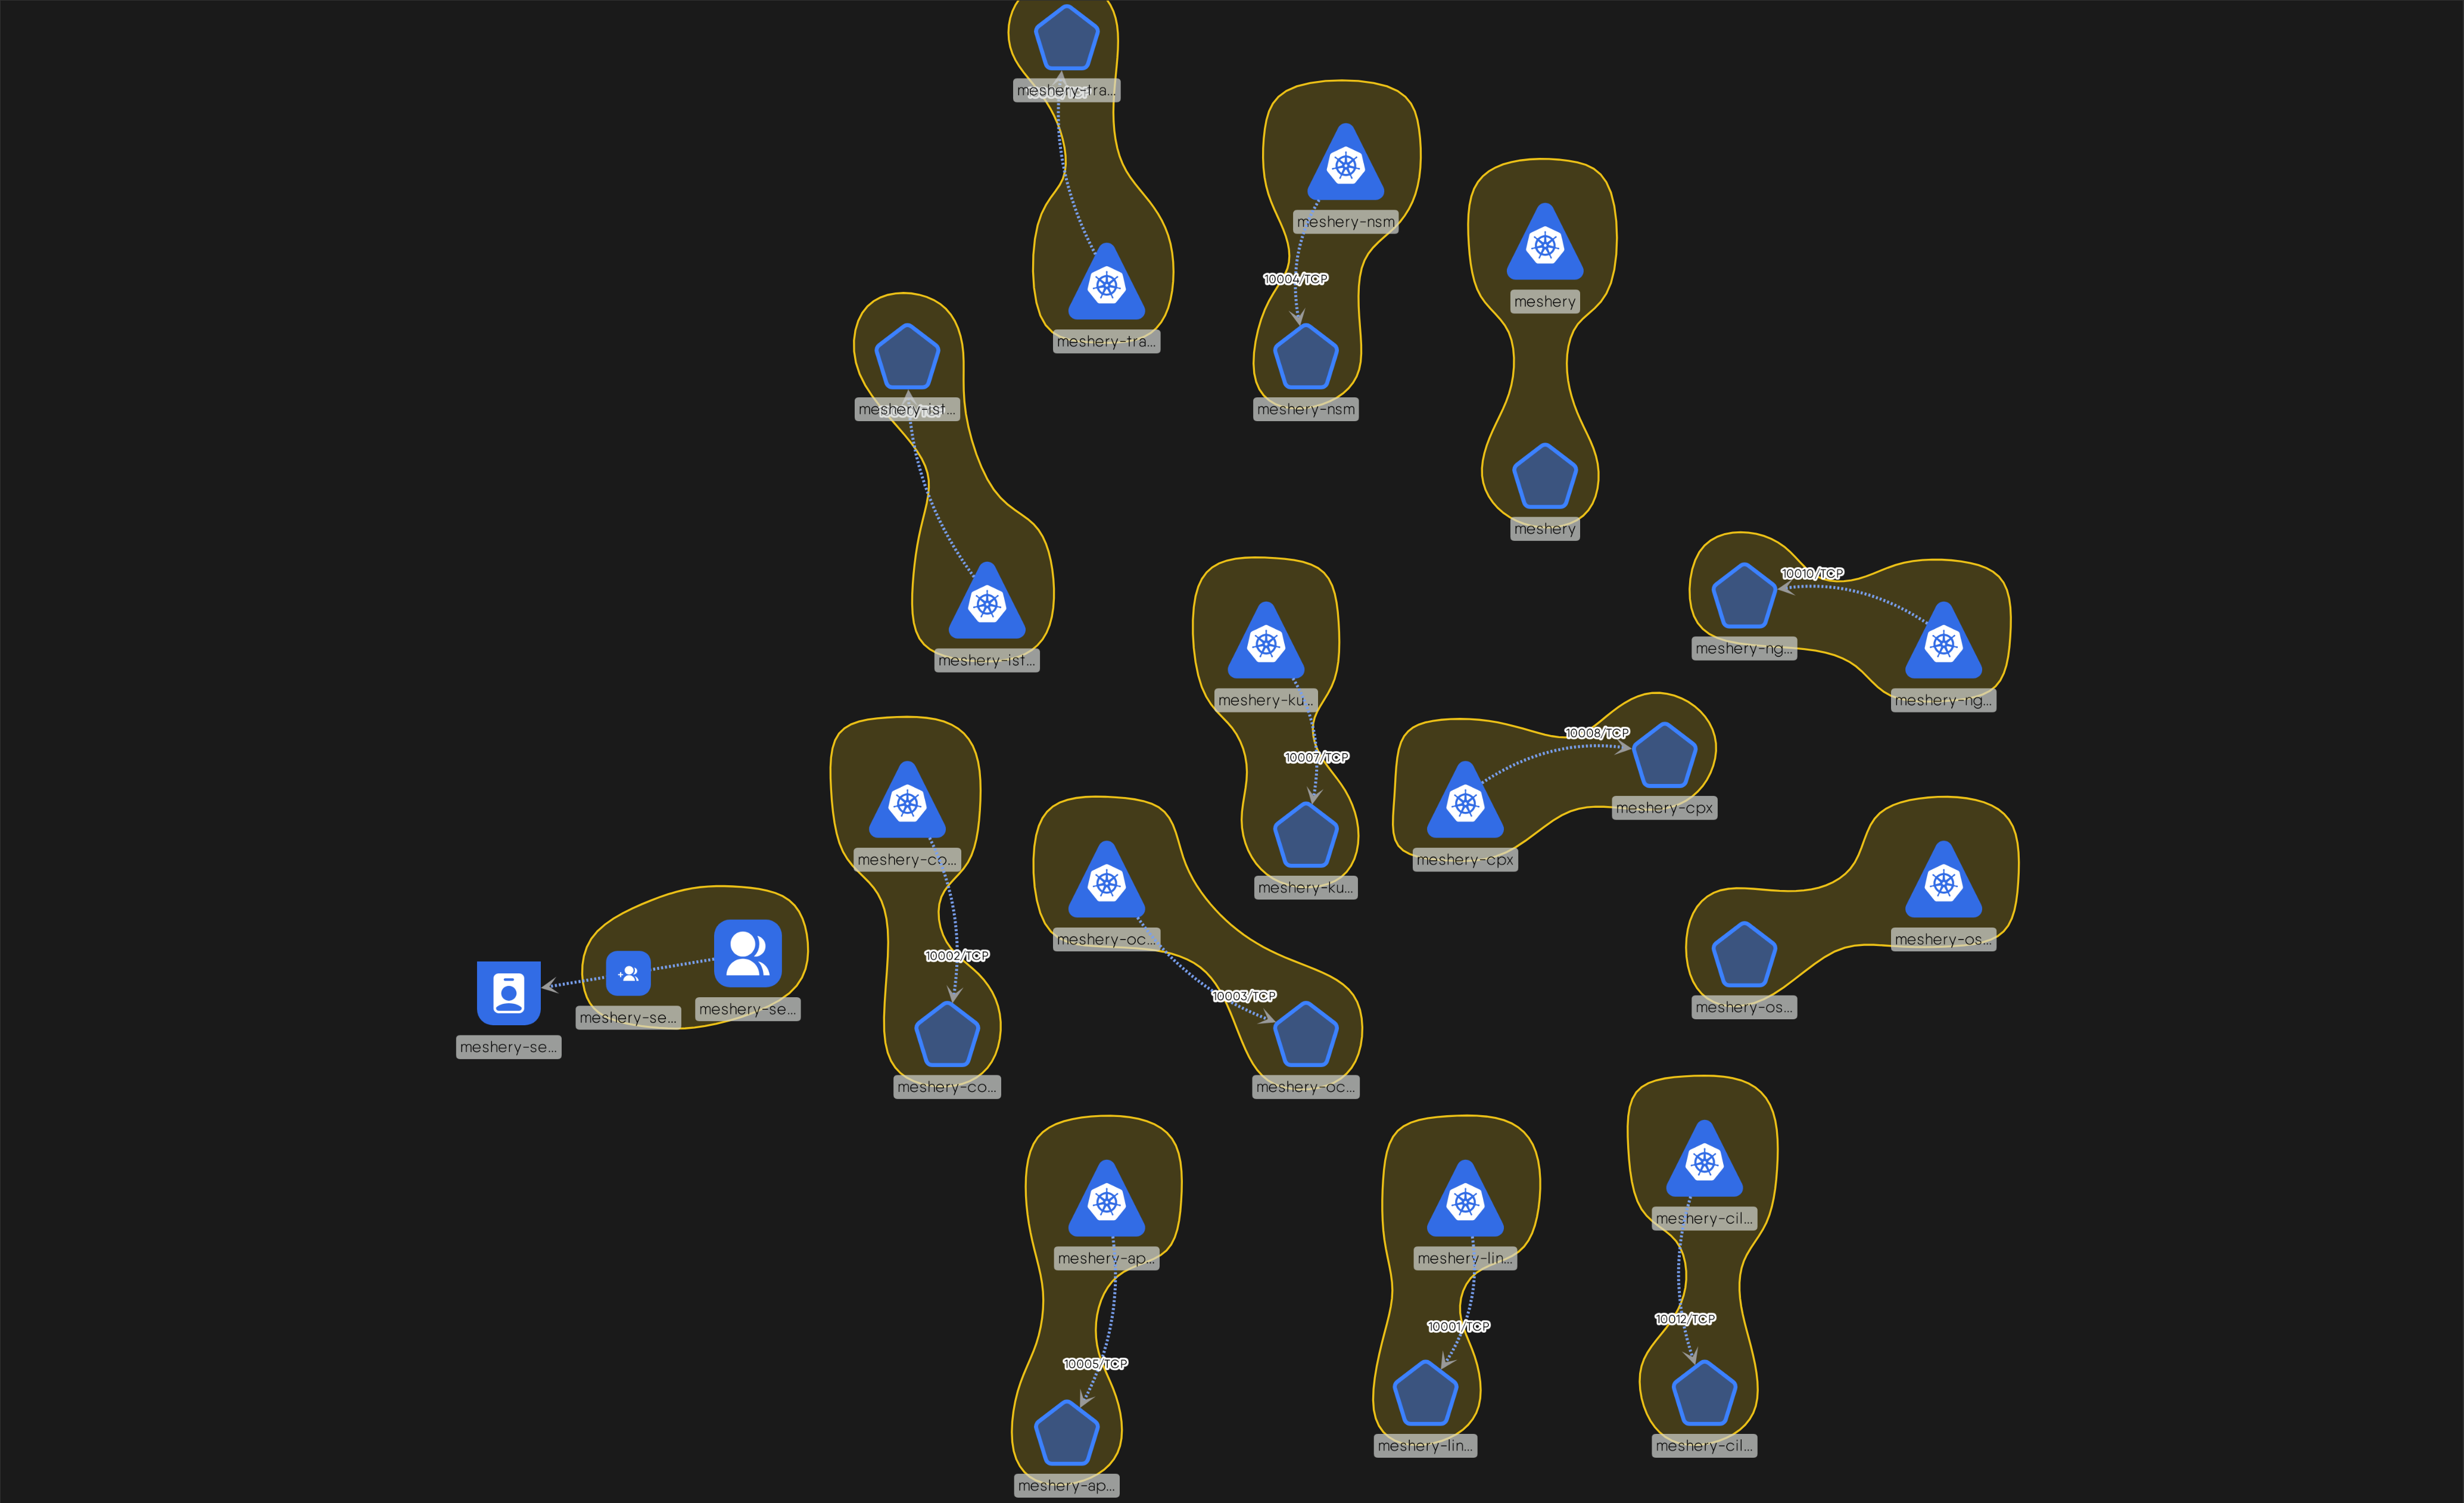 meshery-tra...
meshery-tra...
meshery-nsm
10004/TCP
meshery-nsm
meshery
meshery
meshery-ist...
meshery-ist...
10010/TCP
meshery-ng...
meshery-ng...
meshery-ku...
10007/TCP
meshery-ku...
10008/TCP
meshery-cpx
meshery-cpx
meshery-co...
10002/TCP
meshery-co...
meshery-oc...
10003/TCP
meshery-oc...
meshery-os...
meshery-os...
meshery-se...
meshery-se...
meshery-se...
meshery-ap...
10005/TCP
meshery-ap...
meshery-lin...
10001/TCP
meshery-lin...
meshery-cil...
10012/TCP
meshery-cil...